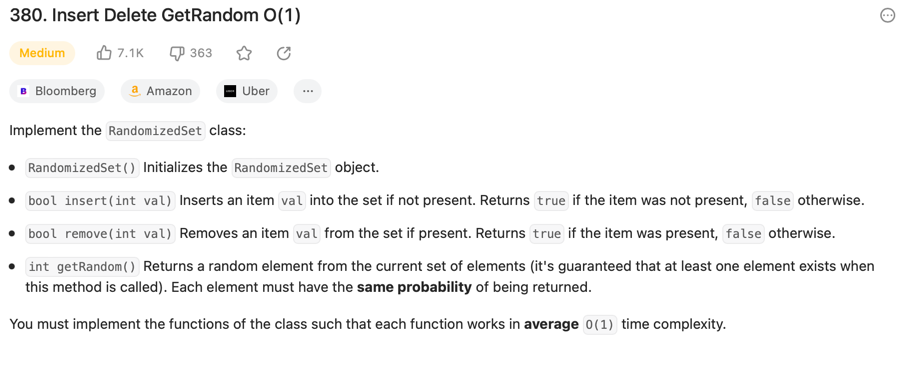 380. Insert Delete GetRandom O(1)
Medium 7.1K 363
Bloomberg Amazon Uber ...
Implement the RandomizedSet class:
• RandomizedSet() Initializes the RandomizedSet object.
• bool insert(int val) Inserts an item val into the set if not present. Returns true if the item was not present, false otherwise.
• bool remove(int val) Removes an item val from the set if present. Returns true if the item was present, false otherwise.
• int getRandom() Returns a random element from the current set of elements (it's guaranteed that at least one element exists when
this method is called). Each element must have the same probability of being returned.
You must implement the functions of the class such that each function works in average O(1) time complexity.